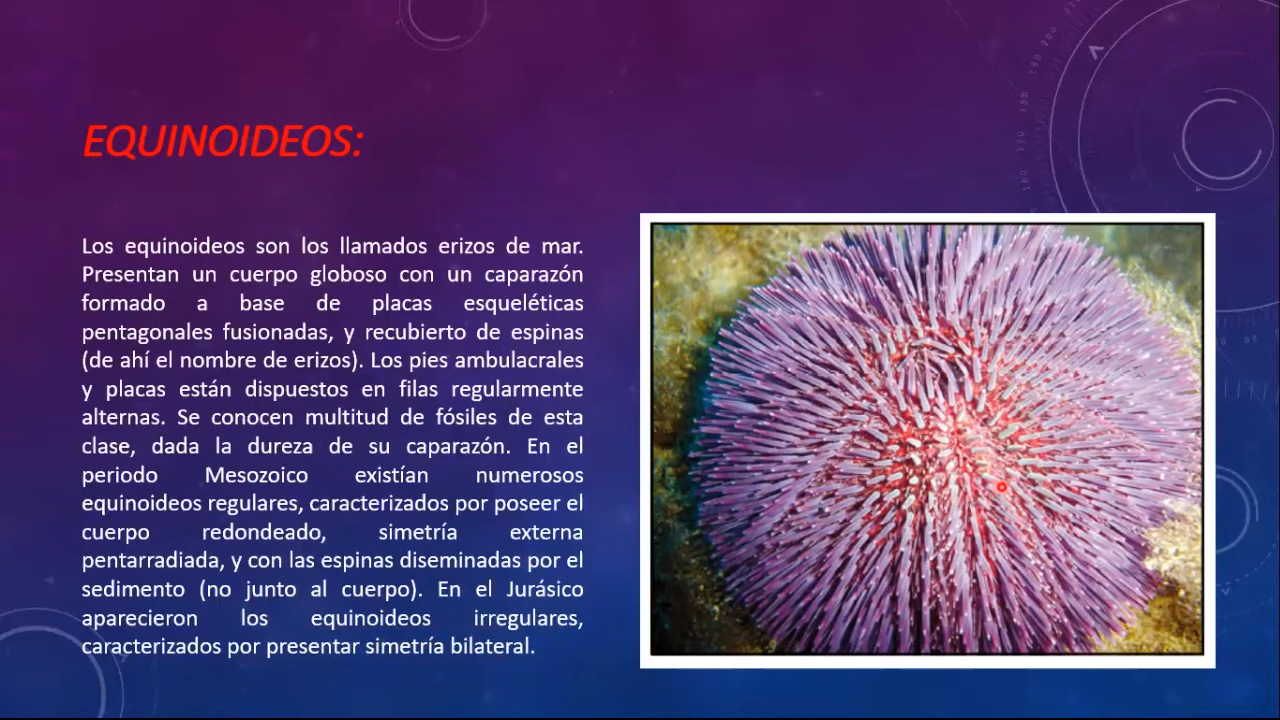 EQUINOIDEOS:
Los equinoideos son los llamados erizos de mar.
Presentan un cuerpo globoso con un caparazón
formado a base de placas esqueléticas
pentagonales fusionadas, y recubierto de espinas
(de ahí el nombre de erizos). Los pies ambulacrales
y placas están dispuestos en filas regularmente
alternas. Se conocen multitud de fósiles de esta
clase, dada la dureza de su caparazón. En el
periodo Mesozoico existían numerosos
equinoideos regulares, caracterizados por poseer el
cuerpo redondeado, simetría externa
pentarradiada, y con las espinas diseminadas por el
sedimento (no junto al cuerpo). En el Jurásico
aparecieron los equinoideos irregulares,
caracterizados por presentar simetría bilateral.